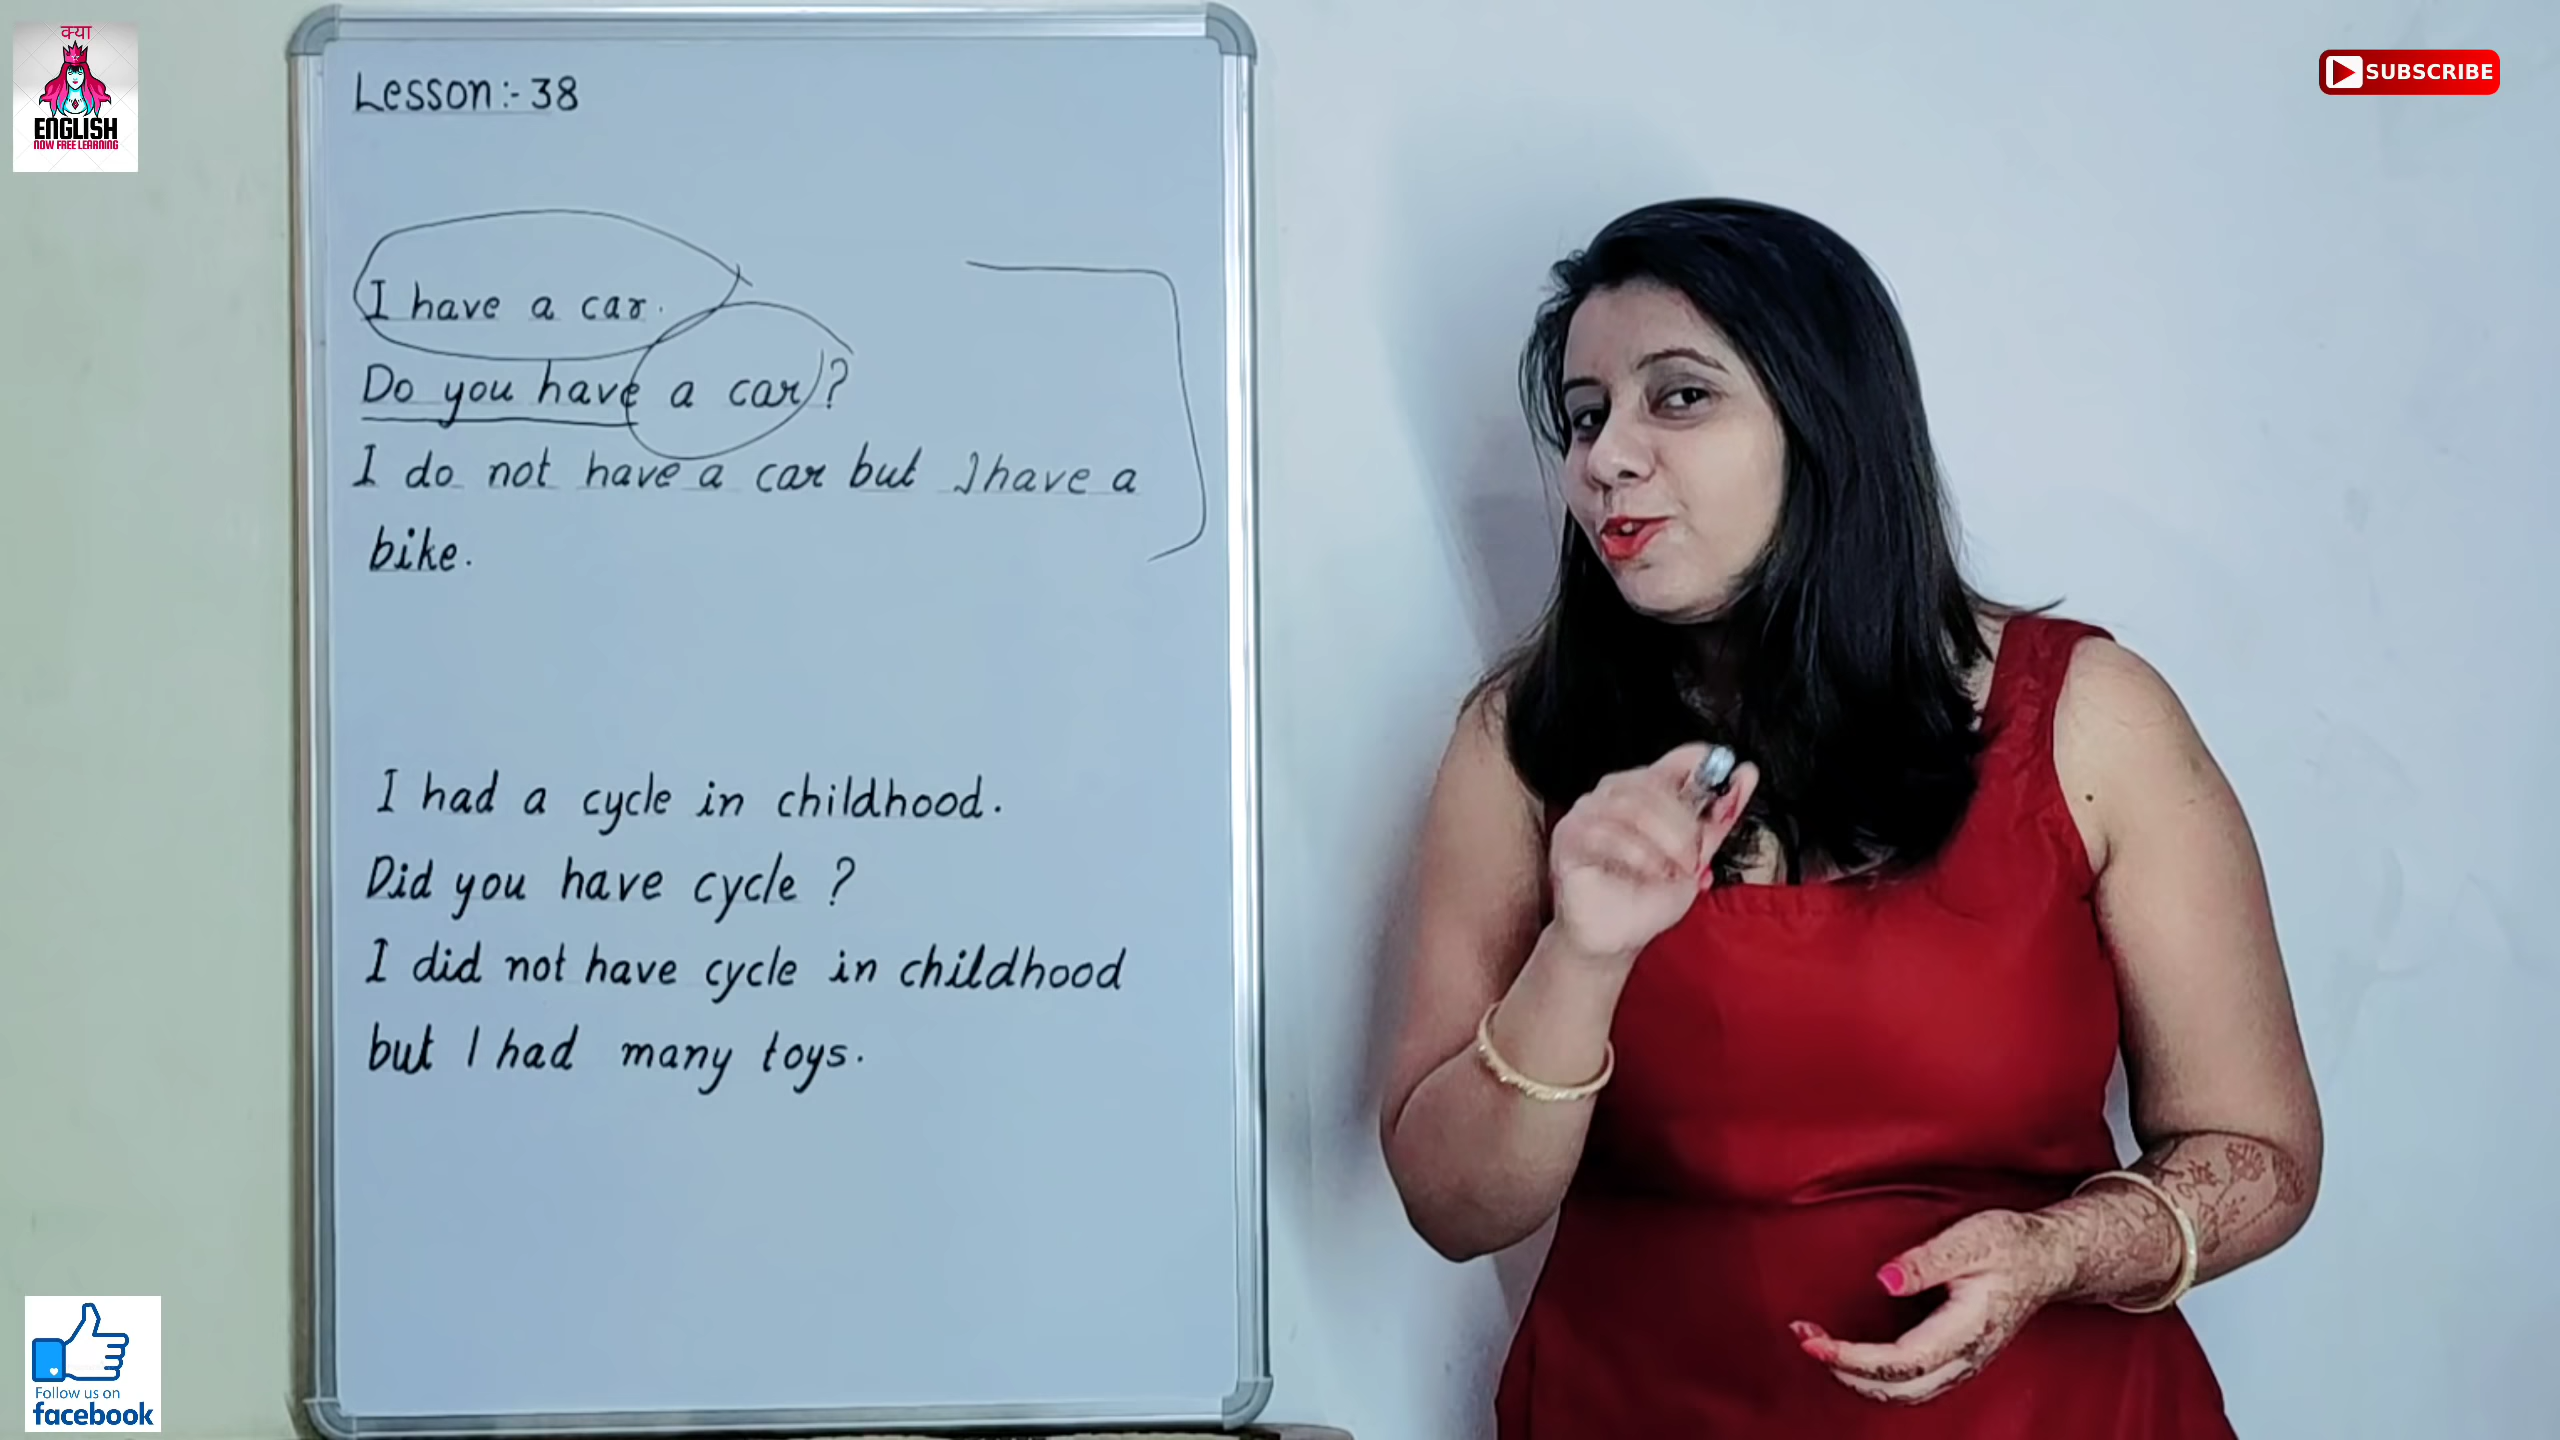 क्या
ENGLISH
NOW FREE LEARNING
SUBSCRIBE
Lesson:- 38
I have a car.
Do you have a car?
I do not have a car but I have a
bike.
I had a cycle in childhood.
Did you have cycle ?
I did not have cycle in childhood
but I had many toys.
Follow us on
facebook